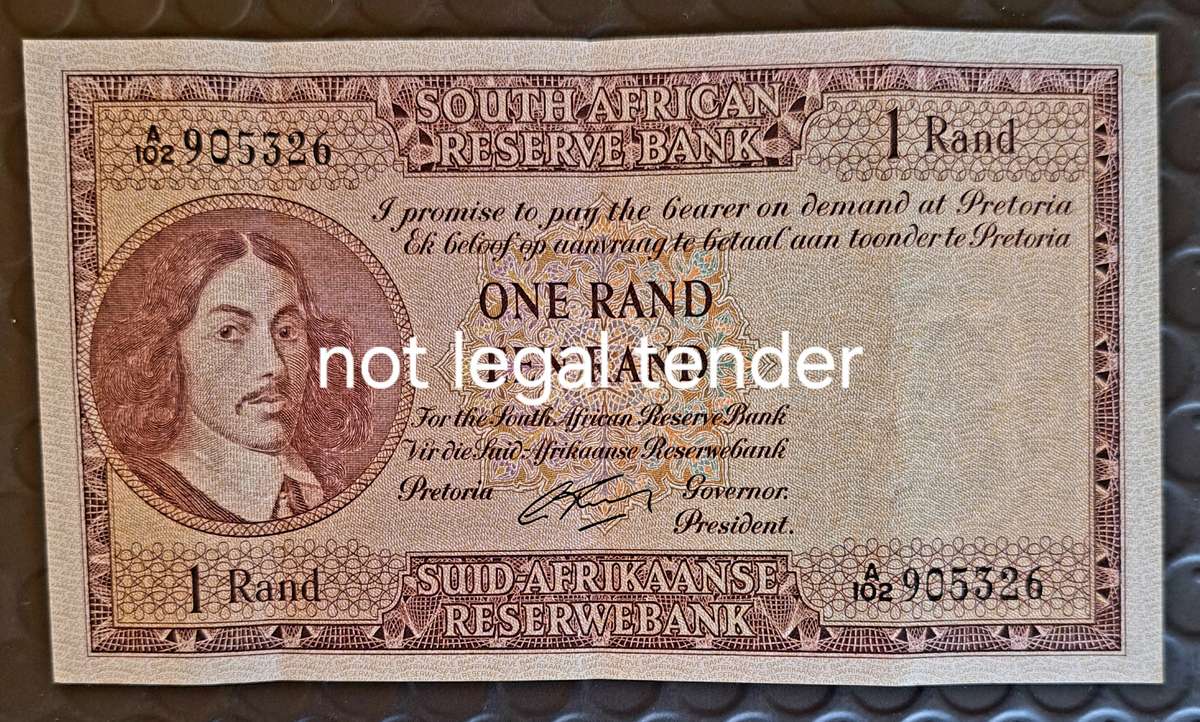 SOUTH AFRICAN
RESERVE BANK
A/102 905326
1 Rand
I promise to pay the bearer on demand at Pretoria
Ek beloof op aanvraag te betaal aan toonder te Pretoria
ONE RAND
EEN RAND
not legal tender
For the South African Reserve Bank
Vir die Suid-Afrikaanse Reserwebank
Pretoria Governor.
President.
1 Rand
SUID-AFRIKAANSE
RESERWEBANK
A/102 905326